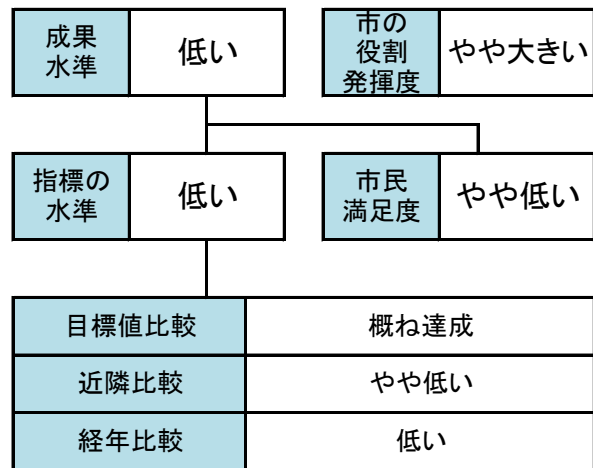 成果
水準
低い
市の
役割
発揮度
やや大きい
指標の
水準
低い
市民
満足度
やや低い
目標値比較
概ね達成
近隣比較
やや低い
経年比較
低い